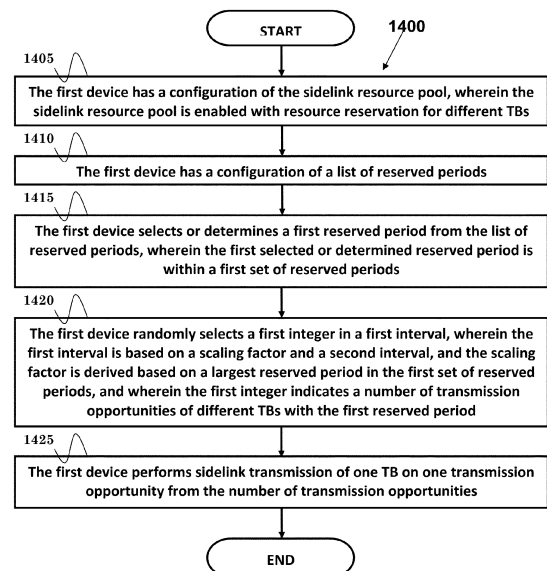 START
1400
1405
The first device has a configuration of the sidelink resource pool, wherein the
sidelink resource pool is enabled with resource reservation for different TBs
1410
The first device has a configuration of a list of reserved periods
1415
The first device selects or determines a first reserved period from the list of
reserved periods, wherein the first selected or determined reserved period is
within a first set of reserved periods
1420
The first device randomly selects a first integer in a first interval, wherein the
first interval is based on a scaling factor and a second interval, and the scaling
factor is derived based on a largest reserved period in the first set of reserved
periods, and wherein the first integer indicates a number of transmission
opportunities of different TBs with the first reserved period
1425
The first device performs sidelink transmission of one TB on one transmission
opportunity from the number of transmission opportunities
END